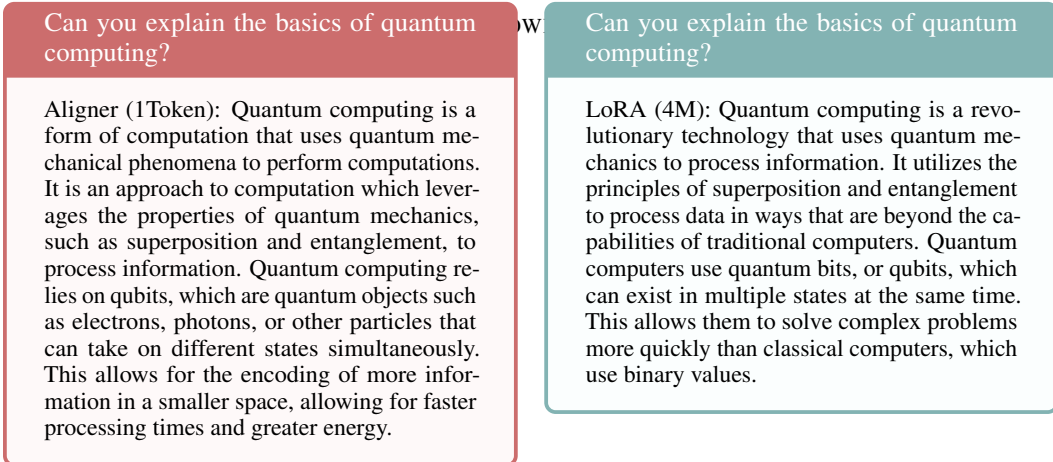 Can you explain the basics of quantum
computing?
Aligner (1Token): Quantum computing is a
form of computation that uses quantum me-
chanical phenomena to perform computations.
It is an approach to computation which lever-
ages the properties of quantum mechanics,
such as superposition and entanglement, to
process information. Quantum computing re-
lies on qubits, which are quantum objects such
as electrons, photons, or other particles that
can take on different states simultaneously.
This allows for the encoding of more infor-
mation in a smaller space, allowing for faster
processing times and greater energy.
Can you explain the basics of quantum
computing?
LoRA (4M): Quantum computing is a revo-
lutionary technology that uses quantum me-
chanics to process information. It utilizes the
principles of superposition and entanglement
to process data in ways that are beyond the ca-
pabilities of traditional computers. Quantum
computers use quantum bits, or qubits, which
can exist in multiple states at the same time.
This allows them to solve complex problems
more quickly than classical computers, which
use binary values.